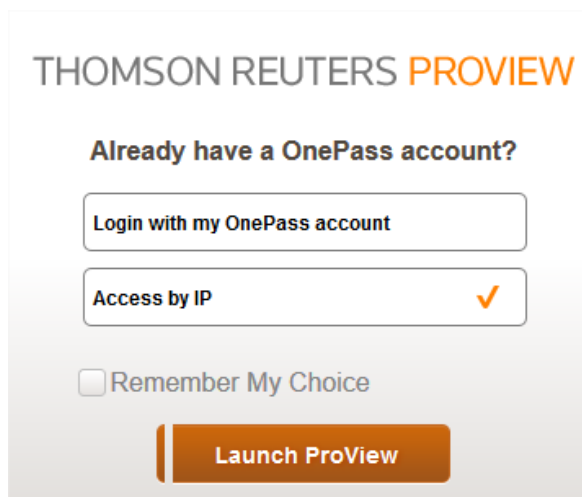 THOMSON REUTERS PROVIEW
Already have a OnePass account?
Login with my OnePass account
Access by IP
Remember My Choice
Launch ProView